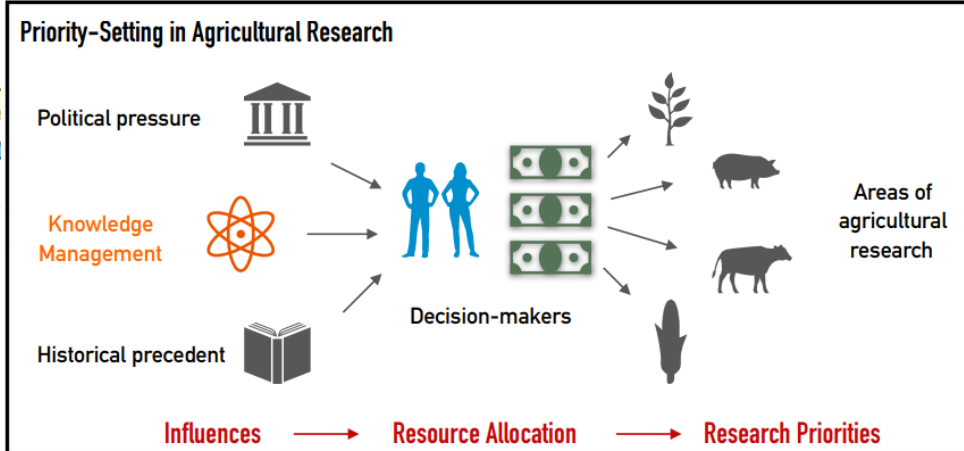 Priority-Setting in Agricultural Research
Political pressure
Knowledge
Management
Historical precedent
Decision-makers
Areas of
agricultural
research
Influences
Resource Allocation
Research Priorities